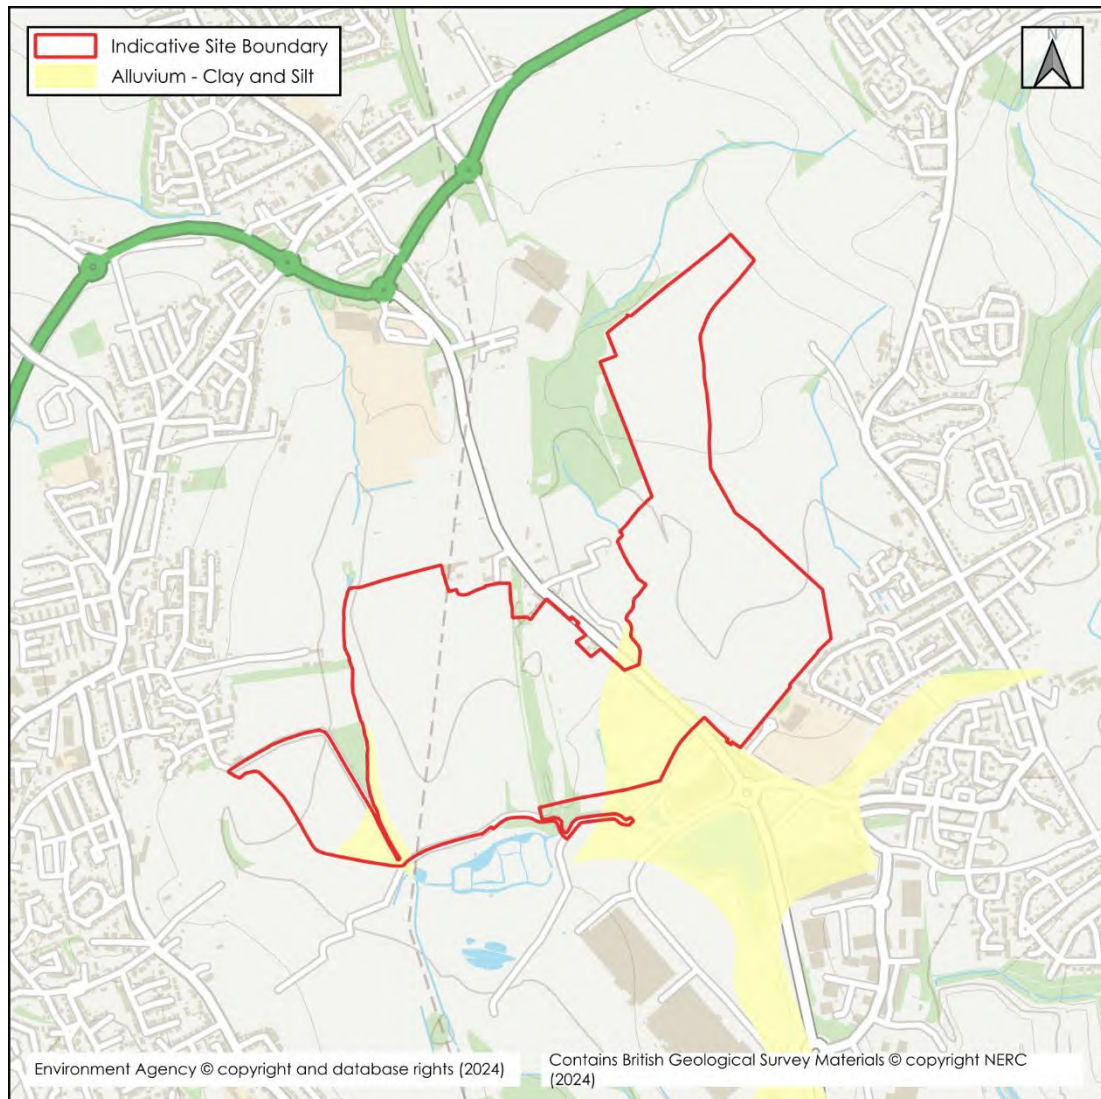 Indicative Site Boundary
Alluvium - Clay and Silt
N
Environment Agency © copyright and database rights (2024)
Contains British Geological Survey Materials © copyright NERC
(2024)